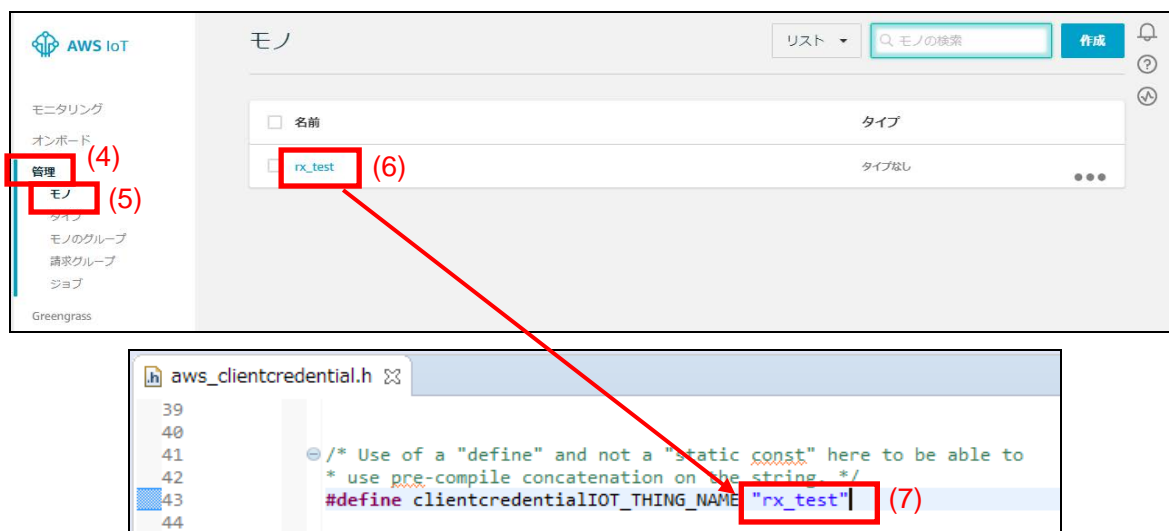 AWS IoT
モノ
リスト
モノの検索
作成
モニタリング
オンボード
管理
(4)
モノ
(5)
タイプ
モノのグループ
請求グループ
ジョブ
Greengrass
名前
タイプ
rx_test
(6)
タイプなし
aws_clientcredential.h
39
40
41 /* Use of a "define" and not a "static const" here to be able to
42 * use pre-compile concatenation on the string. */
43 #define clientcredentialIOT_THING_NAME "rx_test"
(7)
44